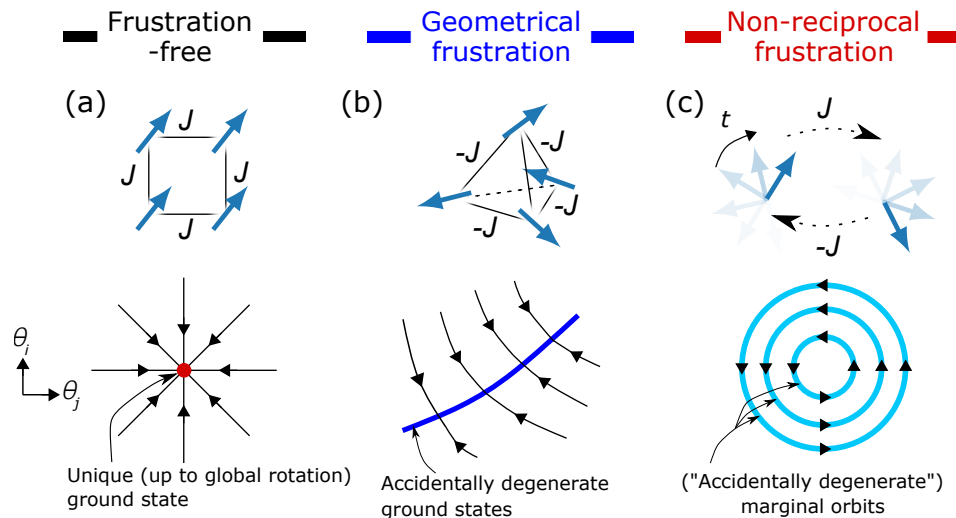 Frustration
-free
Geometrical
frustration
Non-reciprocal
frustration
(a)
J
J
J
J
(b)
-J
-J
-J
-J
-J
(c)
t
J
-J
θi
θj
Unique (up to global rotation)
ground state
Accidentally degenerate
ground states
("Accidentally degenerate")
marginal orbits